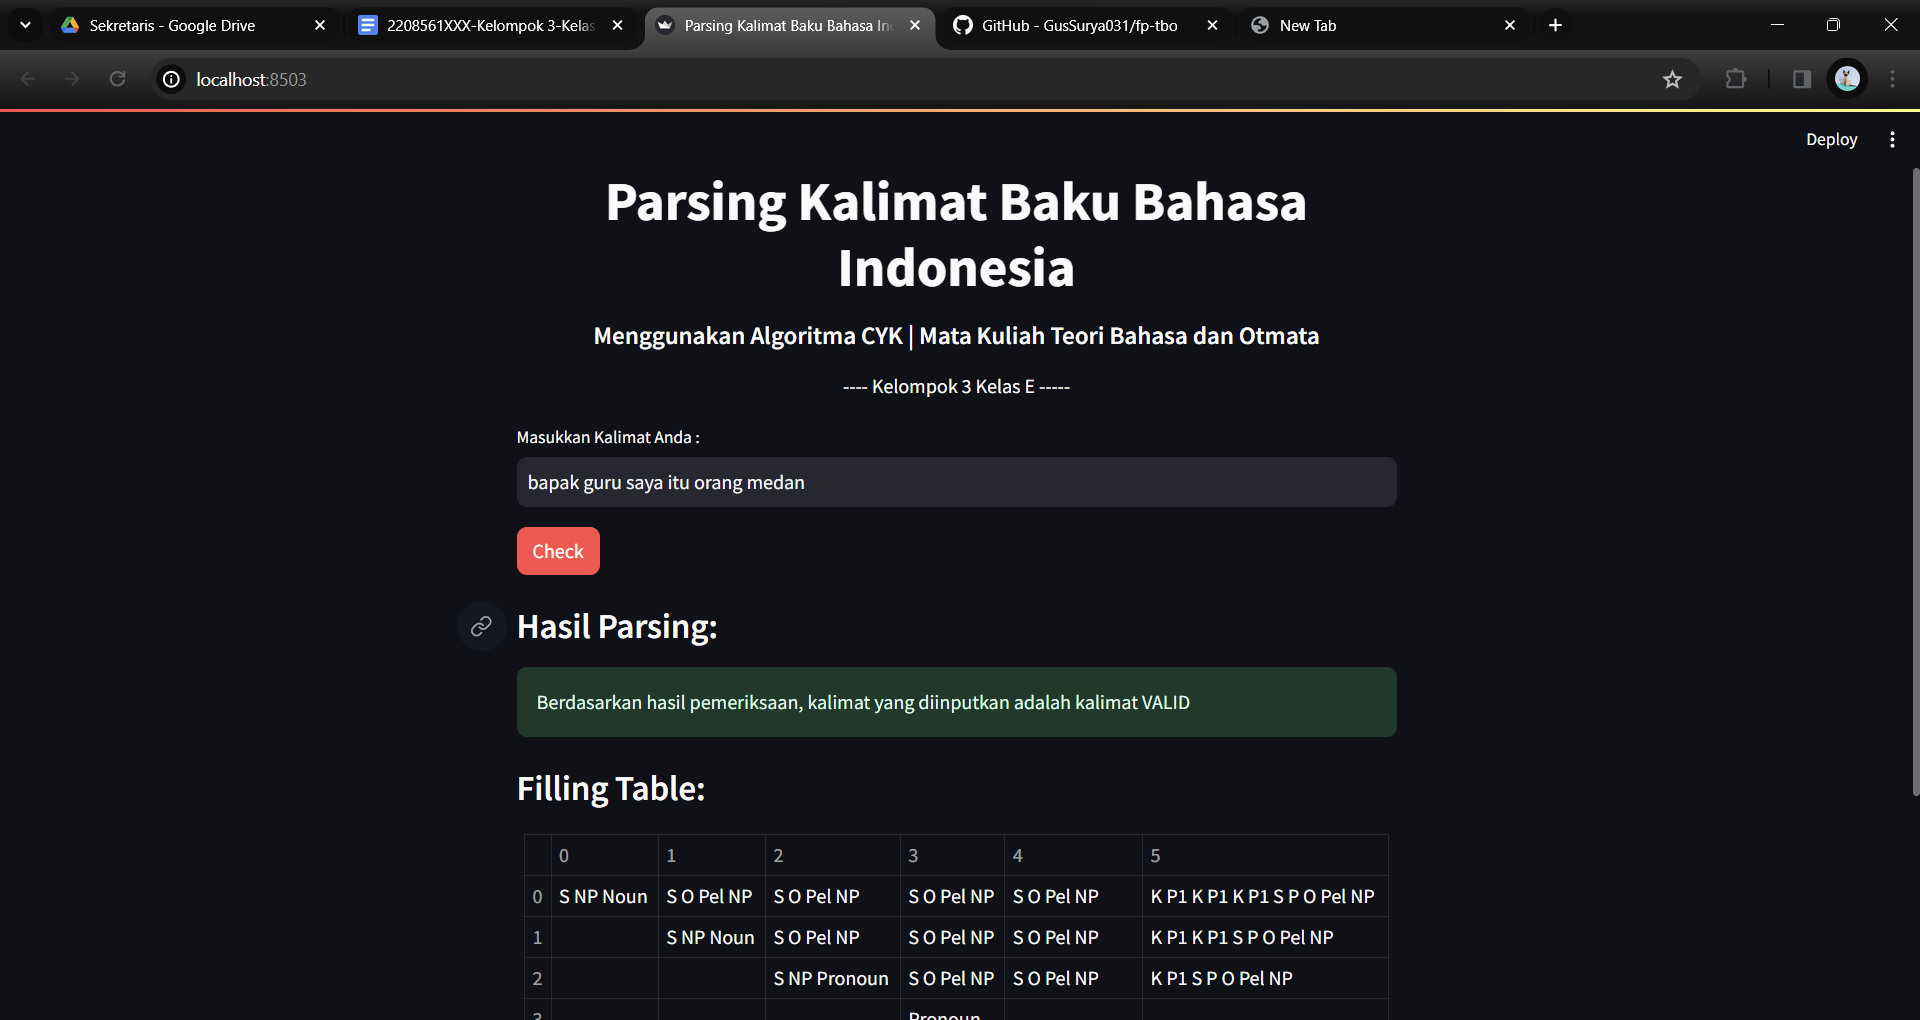 Sekretaris - Google Drive
2208561XXX-Kelompok 3-Kelas
Parsing Kalimat Baku Bahasa Ind
GitHub - GusSurya031/fp-tbo
New Tab
localhost:8503
Deploy
Parsing Kalimat Baku Bahasa
Indonesia
Menggunakan Algoritma CYK | Mata Kuliah Teori Bahasa dan Otmata
---- Kelompok 3 Kelas E -----
Masukkan Kalimat Anda :
bapak guru saya itu orang medan
Check
Hasil Parsing:
Berdasarkan hasil pemeriksaan, kalimat yang diinputkan adalah kalimat VALID
Filling Table:
0 1 2 3 4 5
0 S NP Noun S O Pel NP S O Pel NP S O Pel NP S O Pel NP K P1 K P1 K P1 S P O Pel NP
1 S NP Noun S O Pel NP S O Pel NP S O Pel NP K P1 K P1 S P O Pel NP
2 S NP Pronoun S O Pel NP S O Pel NP K P1 S P O Pel NP
3 Pronoun